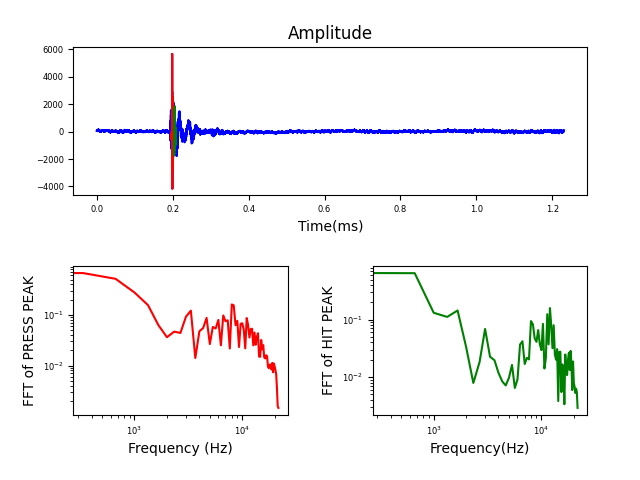 Amplitude
6000
4000
2000
0
−2000
−4000
0.0 0.2 0.4 0.6 0.8 1.0 1.2
Time(ms)
FFT of PRESS PEAK
10⁻¹
10⁻²
10³ 10⁴
Frequency (Hz)
FFT of HIT PEAK
10⁻¹
10⁻²
10³ 10⁴
Frequency(Hz)